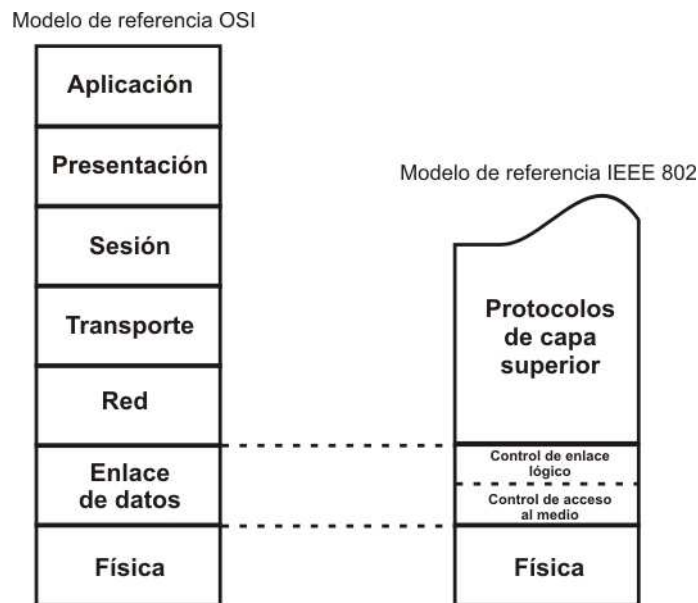 Modelo de referencia OSI
Aplicación
Presentación
Sesión
Transporte
Red
Enlace
de datos
Física
Modelo de referencia IEEE 802
Protocolos
de capa
superior
Control de enlace
lógico
Control de acceso
al medio
Física